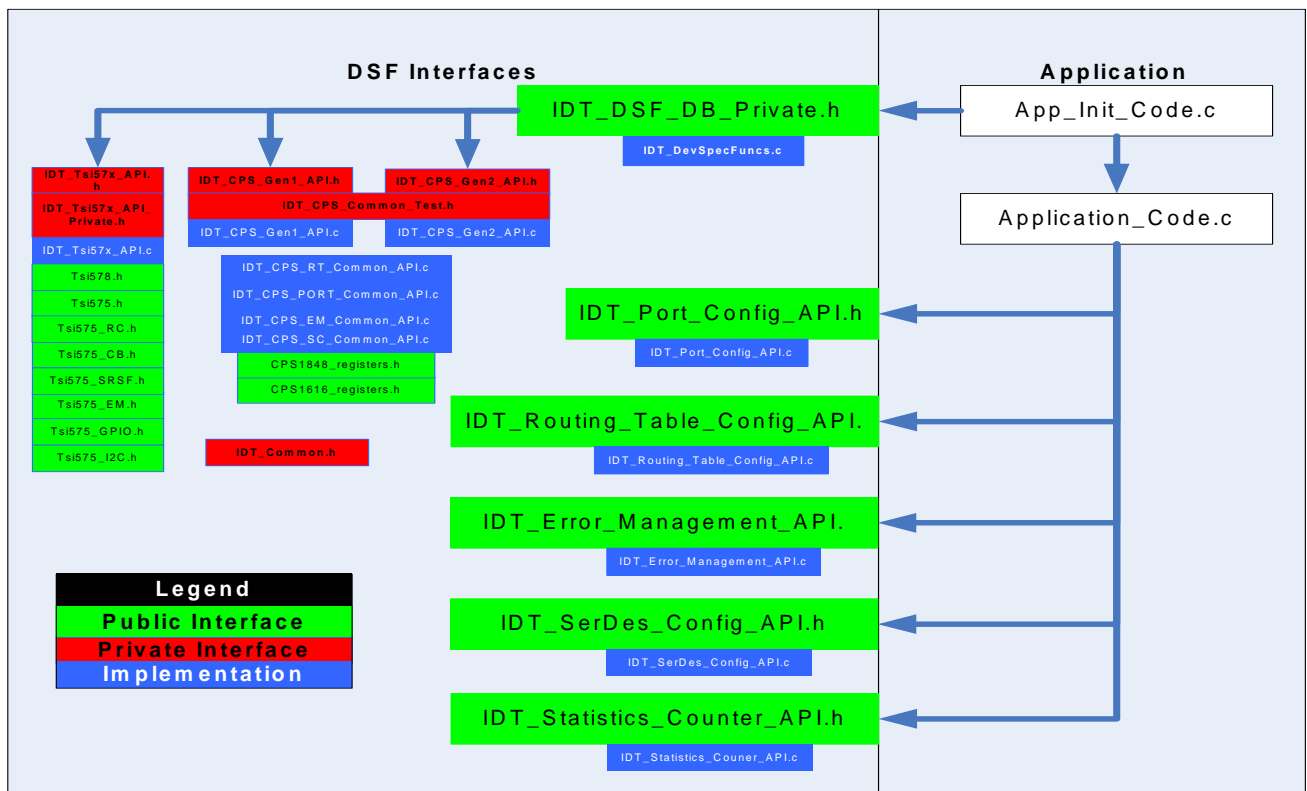 DSF Interfaces
Application
IDT_DSF_DB_Private.h
App_Init_Code.c
IDT_DevSpecFuncs.c
IDT_Tsi57x_API.
h
IDT_Tsi57x_API_
Private.h
IDT_Tsi57x_API.c
Tsi578.h
Tsi575.h
Tsi575_RC.h
Tsi575_CB.h
Tsi575_SRSF.h
Tsi575_EM.h
Tsi575_GPIO.h
Tsi575_I2C.h
IDT_CPS_Gen1_API.h
IDT_CPS_Gen2_API.h
IDT_CPS_Common_Test.h
IDT_CPS_Gen1_API.c
IDT_CPS_Gen2_API.c
IDT_CPS_RT_Common_API.c
IDT_CPS_PORT_Common_API.c
IDT_CPS_EM_Common_API.c
IDT_CPS_SC_Common_API.c
CPS1848_registers.h
CPS1616_registers.h
IDT_Common.h
Application_Code.c
IDT_Port_Config_API.h
IDT_Port_Config_API.c
IDT_Routing_Table_Config_API.
IDT_Routing_Table_Config_API.c
IDT_Error_Management_API.
IDT_Error_Management_API.c
IDT_SerDes_Config_API.h
IDT_SerDes_Config_API.c
IDT_Statistics_Counter_API.h
IDT_Statistics_Couner_API.c
Legend
Public Interface
Private Interface
Implementation